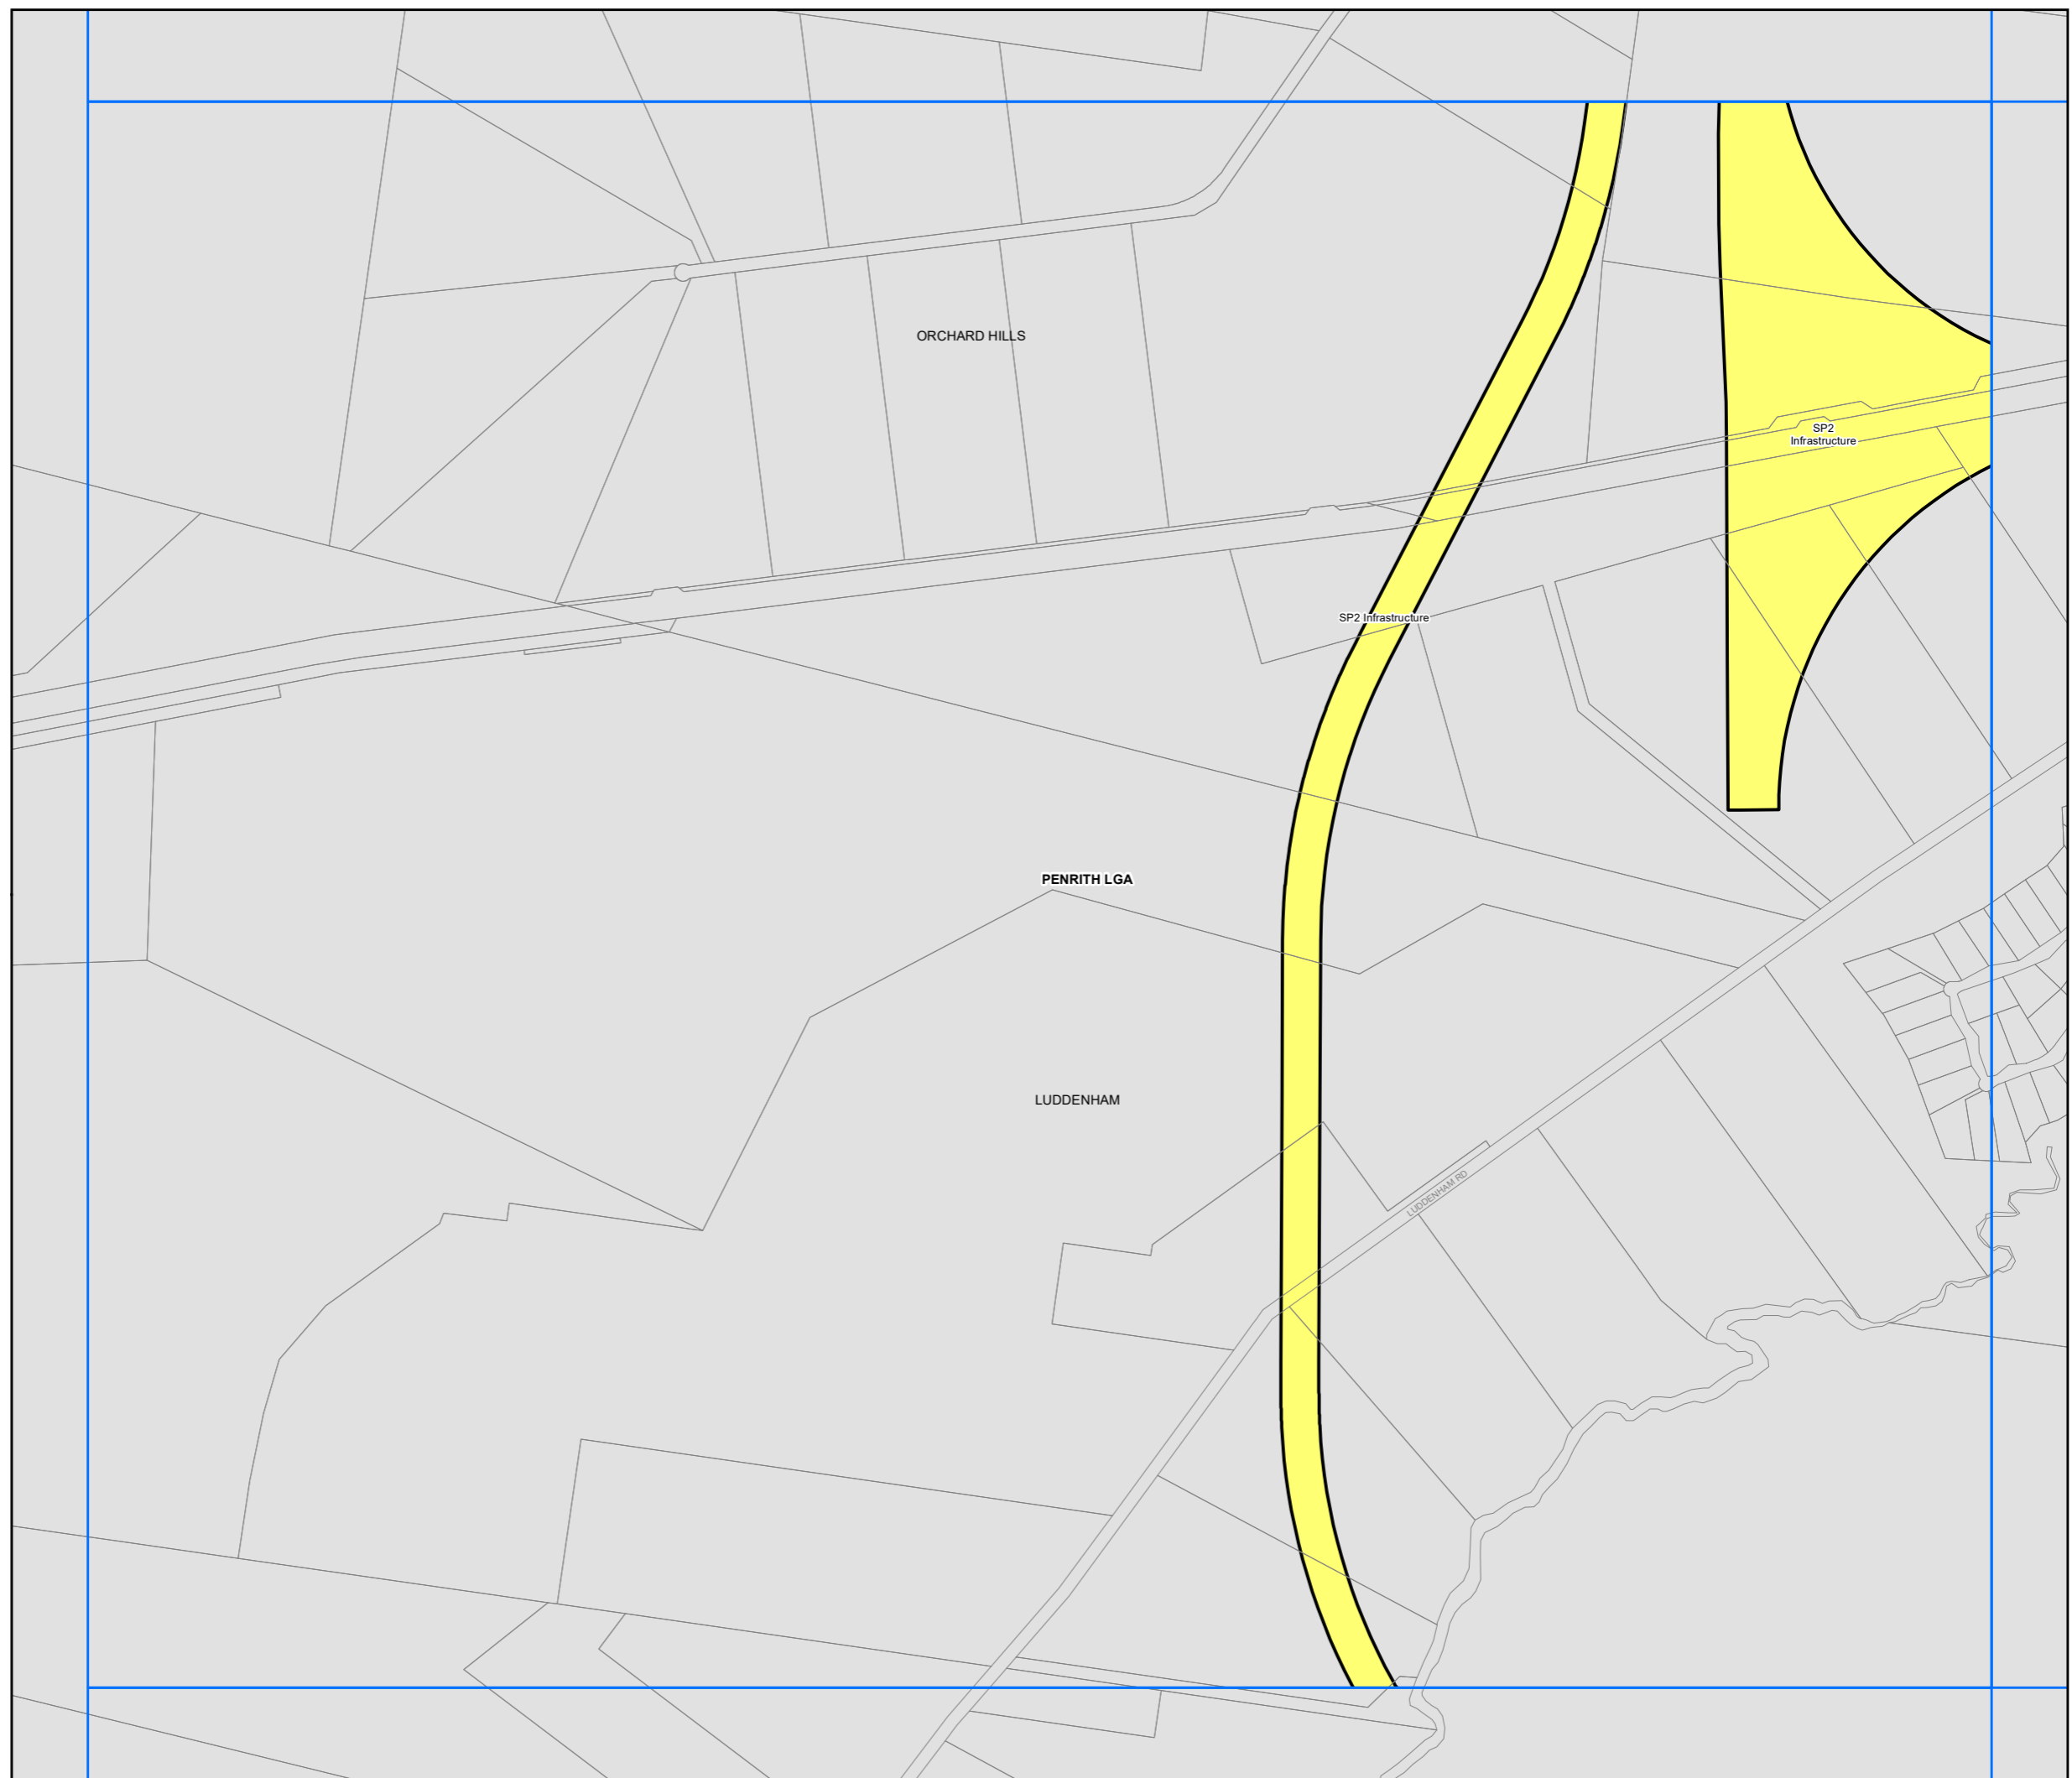 ORCHARD HILLS
SP2
Infrastructure
SP2 Infrastructure
PENRITH LGA
LUDDENHAM
LUDDENHAM RD